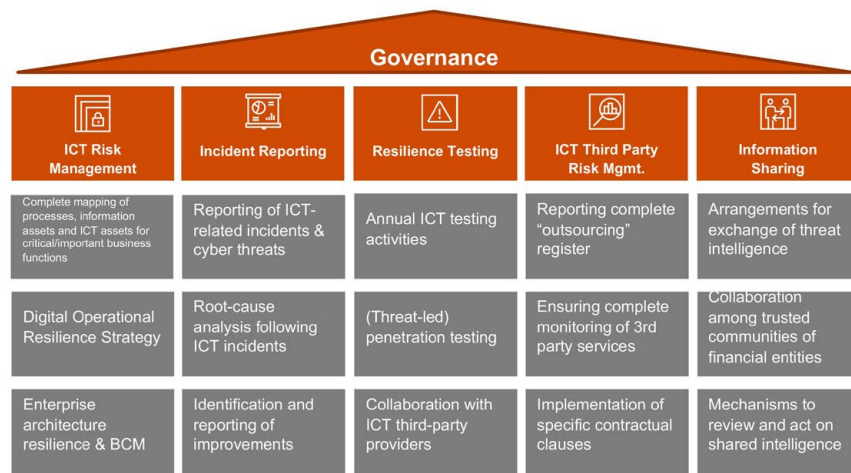 Governance
ICT Risk
Management
Incident Reporting
Resilience Testing
ICT Third Party
Risk Mgmt.
Information
Sharing
Complete mapping of
processes, information
assets and ICT assets for
critical/important business
functions
Reporting of ICT-
related incidents &
cyber threats
Annual ICT testing
activities
Reporting complete
“outsourcing”
register
Arrangements for
exchange of threat
intelligence
Digital Operational
Resilience Strategy
Root-cause
analysis following
ICT incidents
(Threat-led)
penetration testing
Ensuring complete
monitoring of 3rd
party services
Collaboration
among trusted
communities of
financial entities
Enterprise
architecture
resilience & BCM
Identification and
reporting of
improvements
Collaboration with
ICT third-party
providers
Implementation of
specific contractual
clauses
Mechanisms to
review and act on
shared intelligence